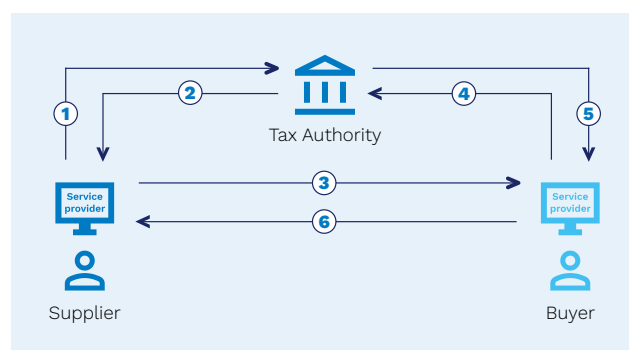 1
2
4
5
Tax Authority
3
Service
provider
Service
provider
6
Supplier
Buyer